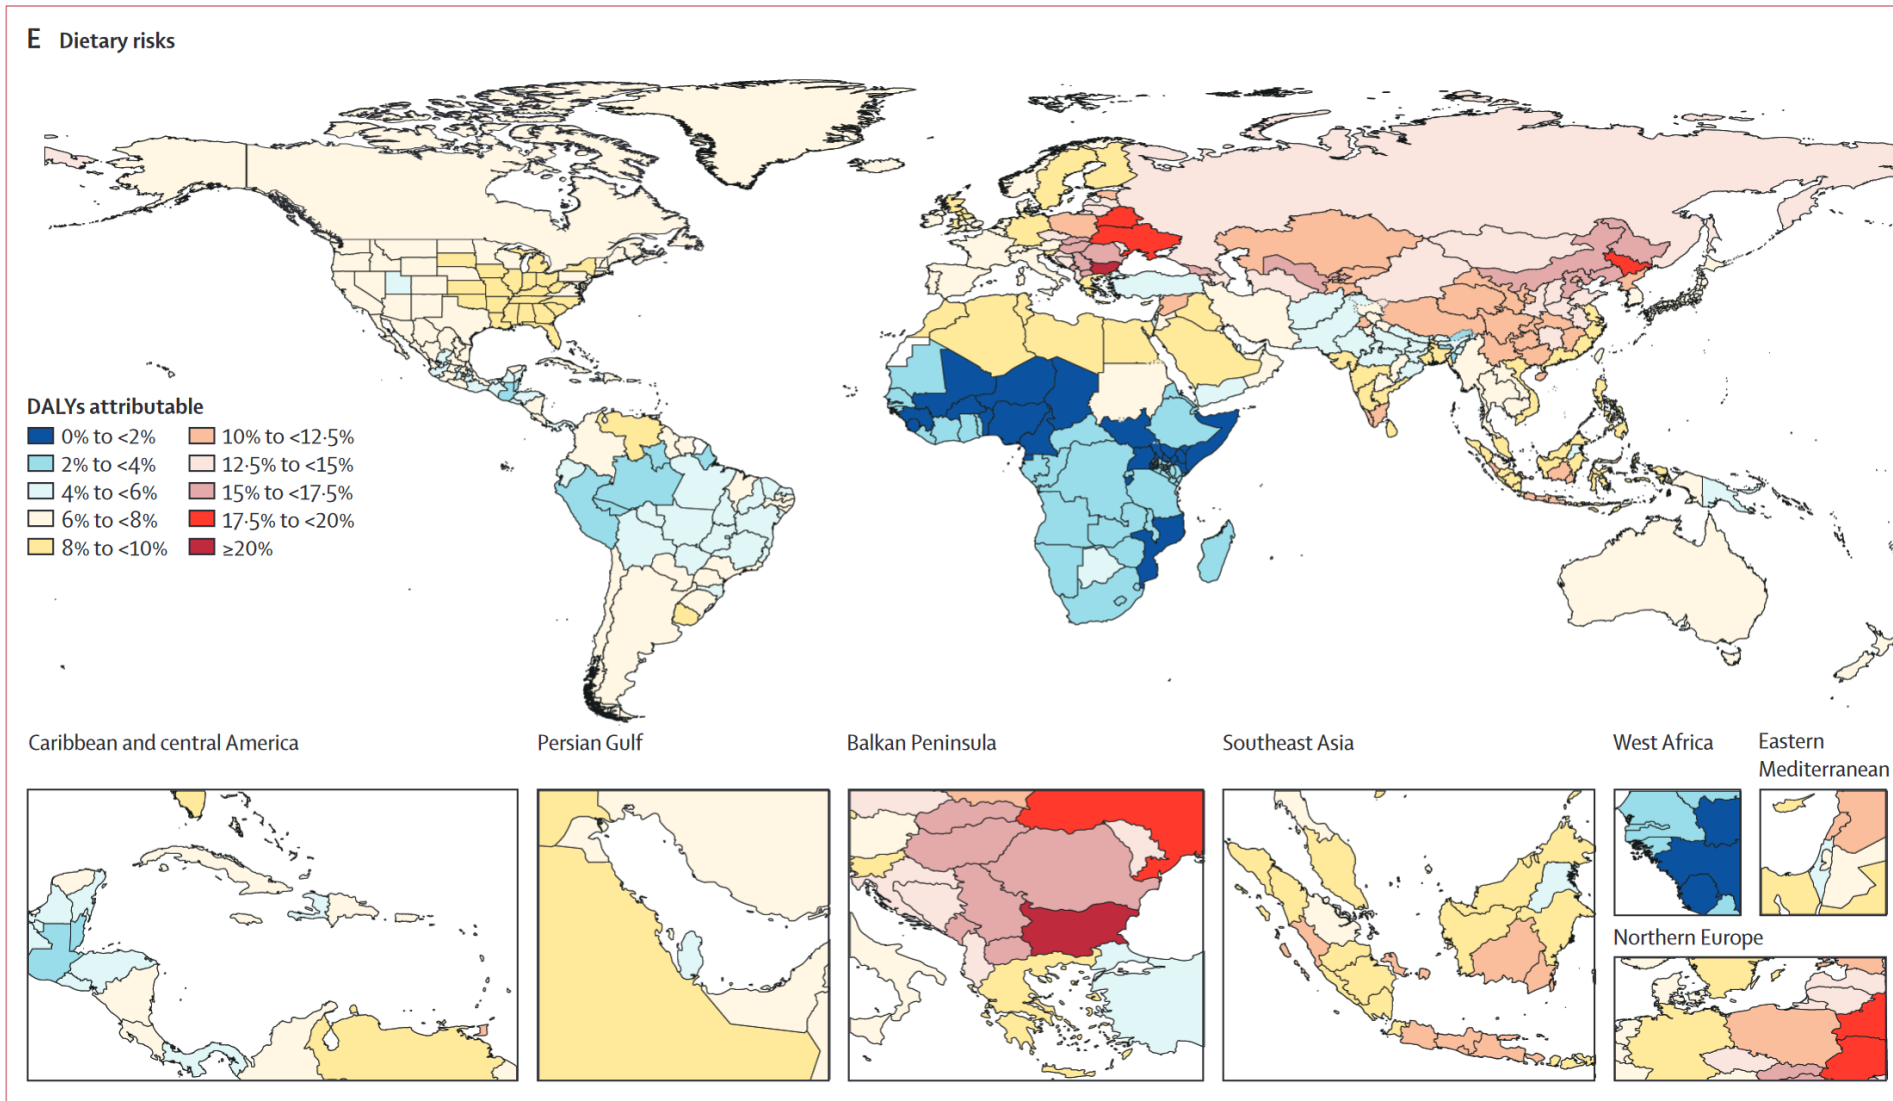 E Dietary risks
DALYs attributable
0% to <2%
2% to <4%
4% to <6%
6% to <8%
8% to <10%
10% to <12·5%
12·5% to <15%
15% to <17·5%
17·5% to <20%
≥20%
Caribbean and central America
Persian Gulf
Balkan Peninsula
Southeast Asia
West Africa
Eastern
Mediterranean
Northern Europe